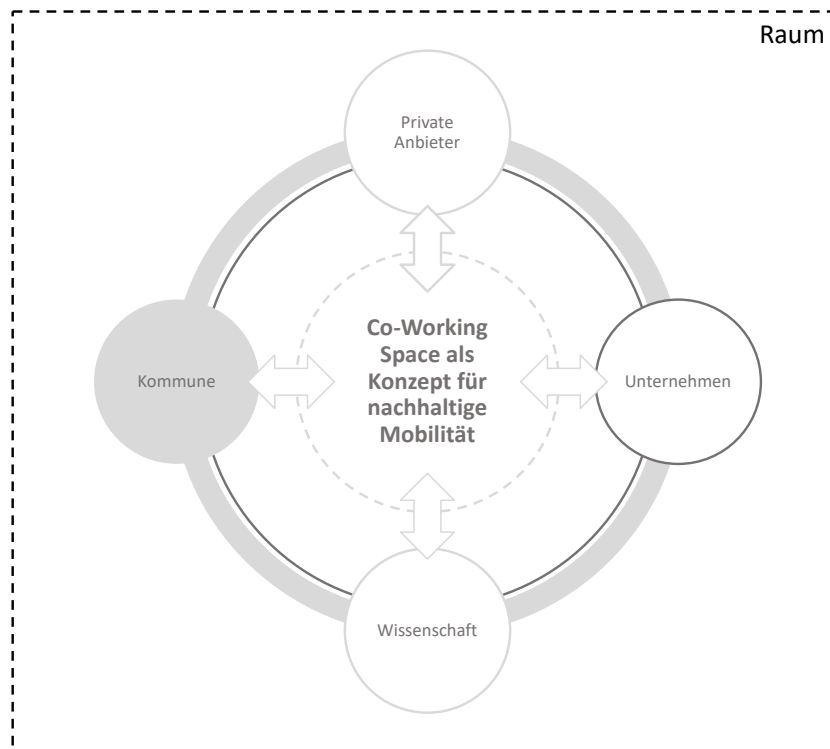 Raum
Private
Anbieter
Co-Working
Space als
Konzept für
nachhaltige
Mobilität
Kommune
Unternehmen
Wissenschaft